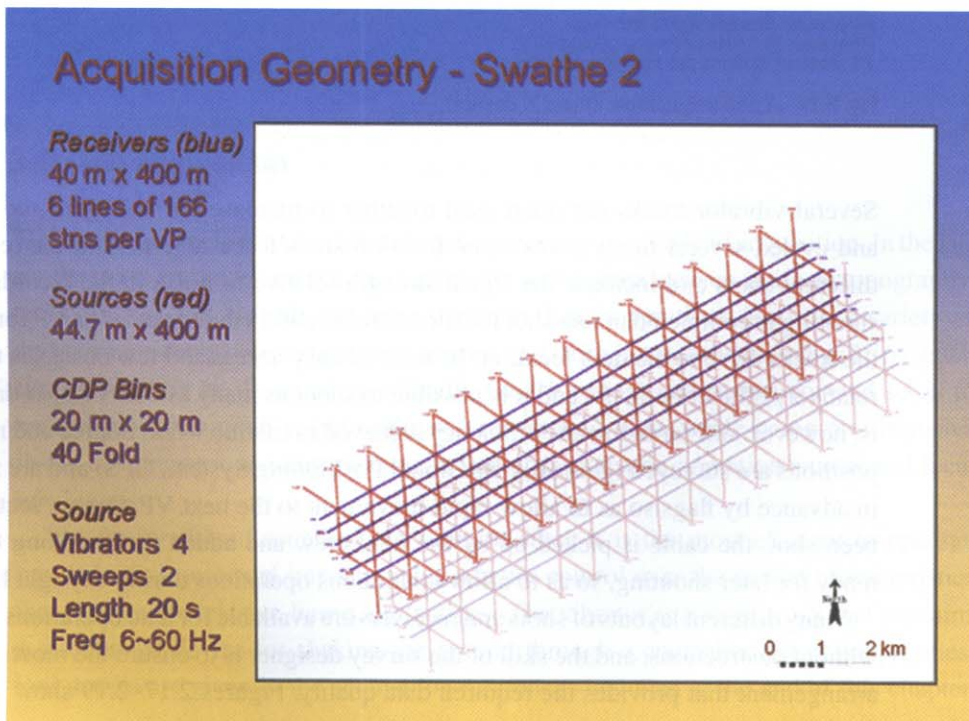 Acquisition Geometry - Swathe 2
Receivers (blue)
40 m x 400 m
6 lines of 166
stns per VP
Sources (red)
44.7 m x 400 m
CDP Bins
20 m x 20 m
40 Fold
Source
Vibrators 4
Sweeps 2
Length 20 s
Freq 6~60 Hz
North
0 1 2 km